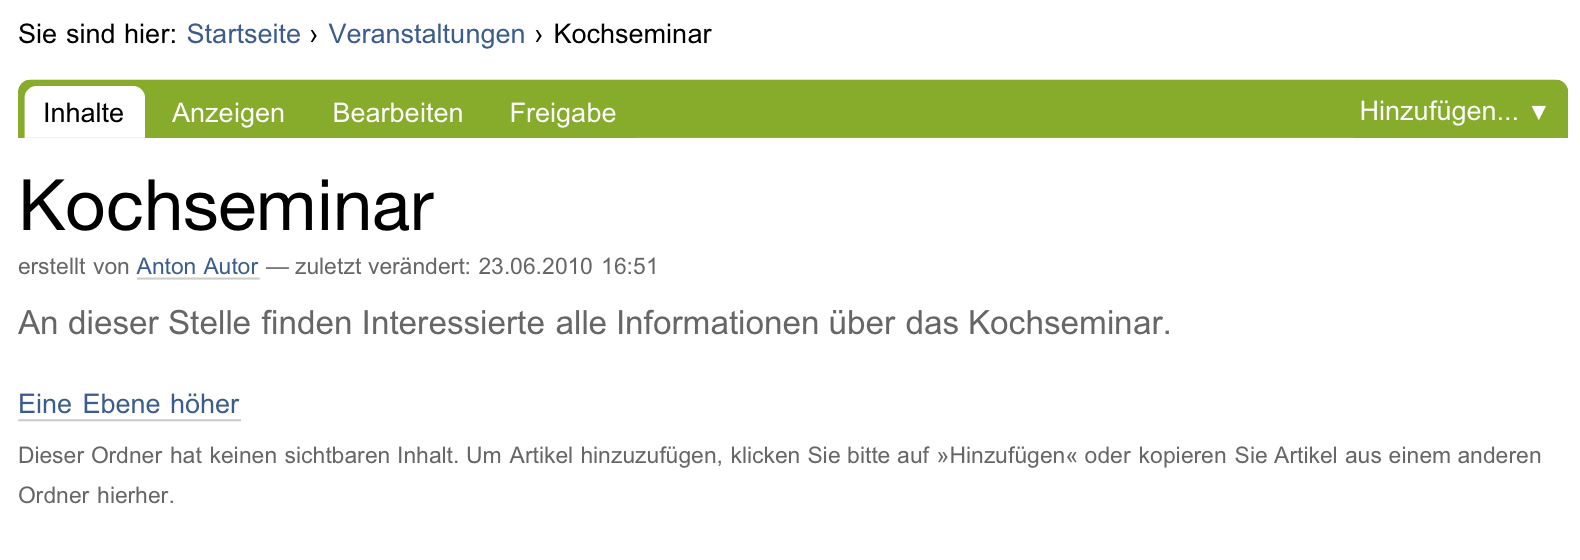 Sie sind hier: Startseite › Veranstaltungen › Kochseminar
Inhalte Anzeigen Bearbeiten Freigabe Hinzufügen... ▼
Kochseminar
erstellt von Anton Autor — zuletzt verändert: 23.06.2010 16:51
An dieser Stelle finden Interessierte alle Informationen über das Kochseminar.
Eine Ebene höher
Dieser Ordner hat keinen sichtbaren Inhalt. Um Artikel hinzuzufügen, klicken Sie bitte auf »Hinzufügen« oder kopieren Sie Artikel aus einem anderen
Ordner hierher.